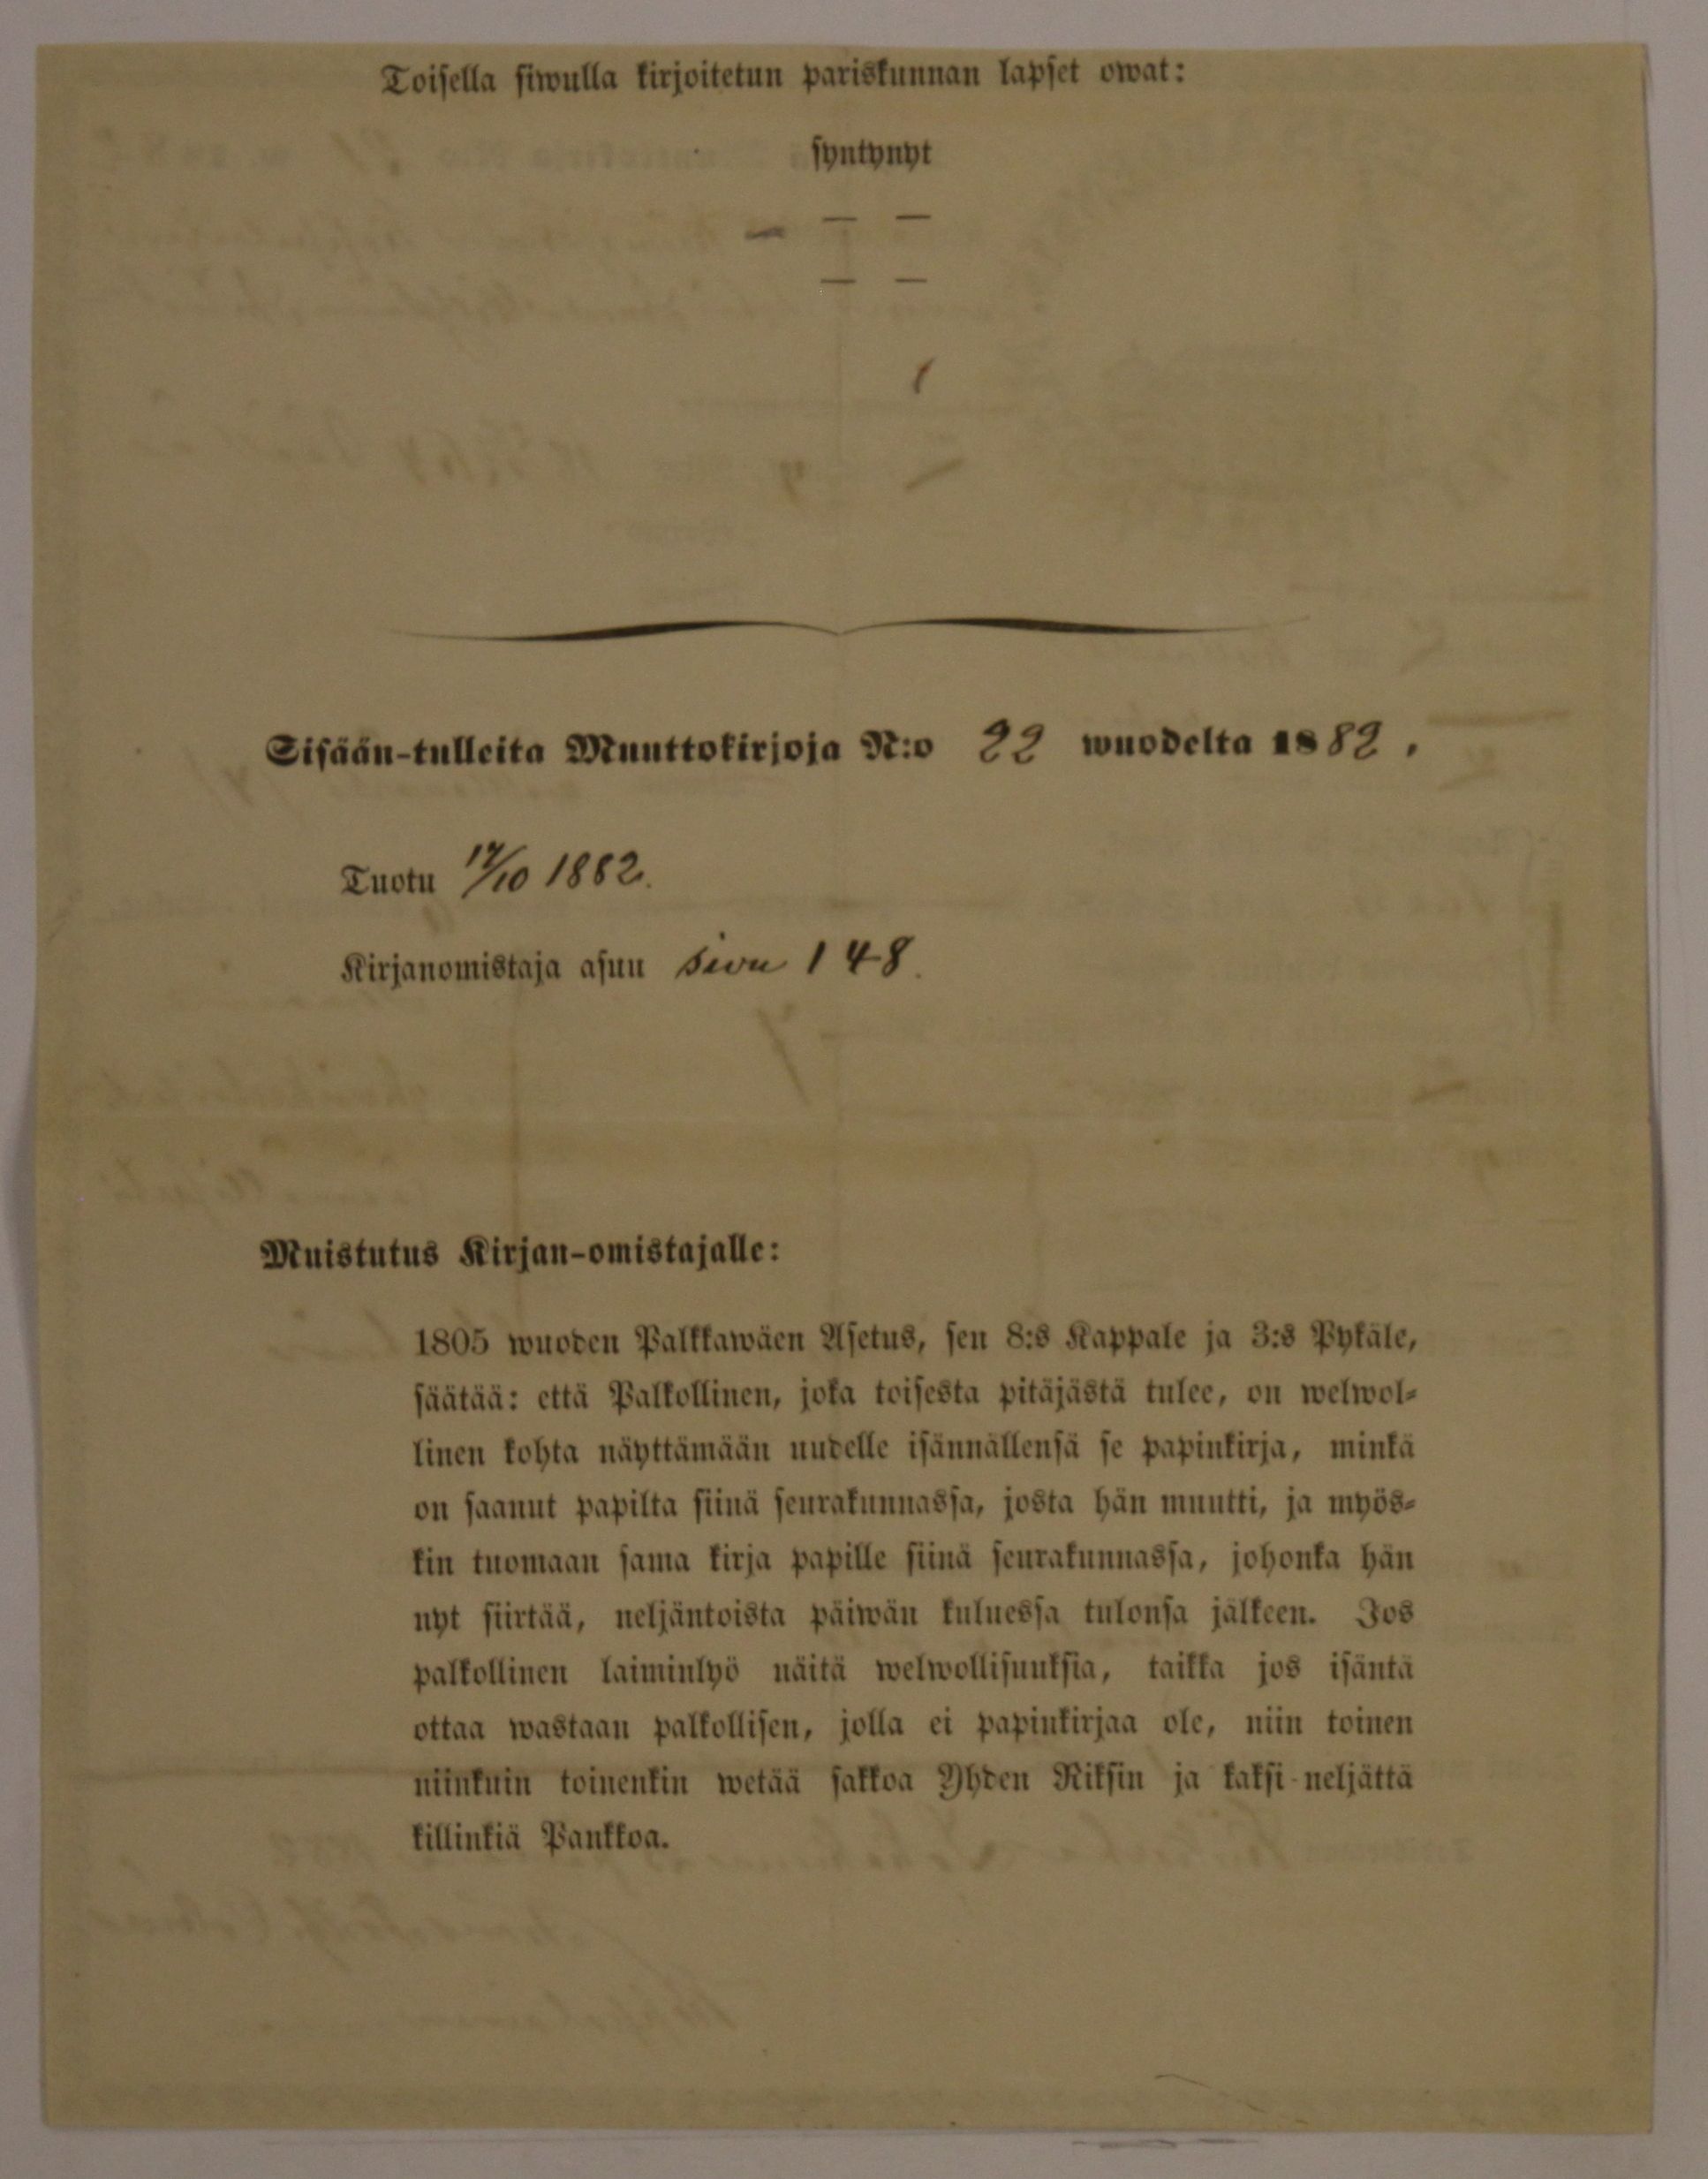 Toisella siwulla kirjoitetun pariskunnan lapset owat:
syntynyt
— —
— —
Sisään-tulleita Muuttokirjoja N:o 22 wuodelta 1882.
Tuotu 17/10 1882.
Kirjanomistaja asuu sivu 148.
Muistutus Kirjan-omistajalle:
1805 wuoden Palkkawäen Asetus, sen 8:s Kappale ja 3:s Pykäle,
säätää: että Palkollinen, joka toisesta pitäjästä tulee, on welwol-
linen kohta näyttämään uudelle isännällensä se papinkirja, minkä
on saanut papilta siinä seurakunnassa, josta hän muutti, ja myös-
kin tuomaan sama kirja papille siinä seurakunnassa, johonka hän
nyt siirtää, neljäntoista päiwän kuluessa tulonsa jälkeen. Jos
palkollinen laiminlyö näitä welwollisuuksia, taikka jos isäntä
ottaa wastaan palkollisen, jolla ei papinkirjaa ole, niin toinen
niinkuin toinenkin wetää sakkoa Yhden Riksin ja kaksi neljättä
killinkiä Pankkoa.